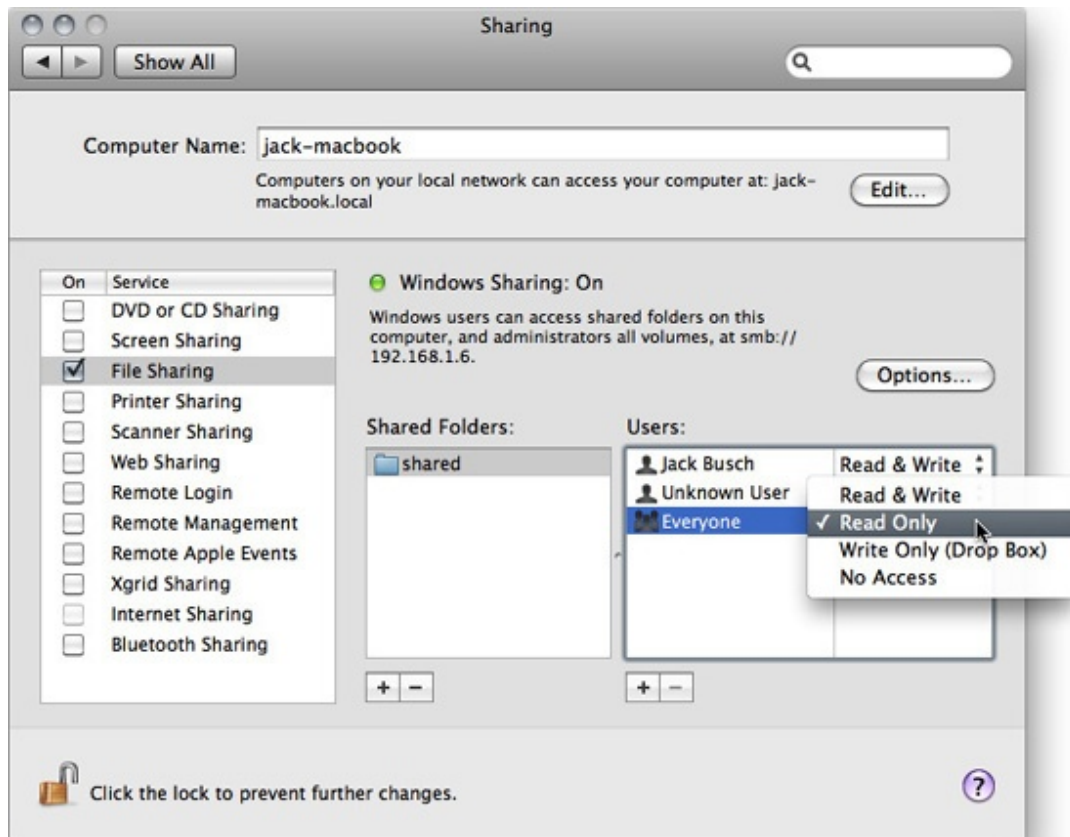 Sharing
Show All
Computer Name: jack-macbook
Computers on your local network can access your computer at: jack-
macbook.local
Edit...
On Service
DVD or CD Sharing
Screen Sharing
File Sharing
Printer Sharing
Scanner Sharing
Web Sharing
Remote Login
Remote Management
Remote Apple Events
Xgrid Sharing
Internet Sharing
Bluetooth Sharing
Windows Sharing: On
Windows users can access shared folders on this
computer, and administrators all volumes, at smb://
192.168.1.6.
Options...
Shared Folders:
shared
Users:
Jack Busch Read & Write
Unknown User
Everyone
Read & Write
✓ Read Only
Write Only (Drop Box)
No Access
+ −
+ −
Click the lock to prevent further changes.
?